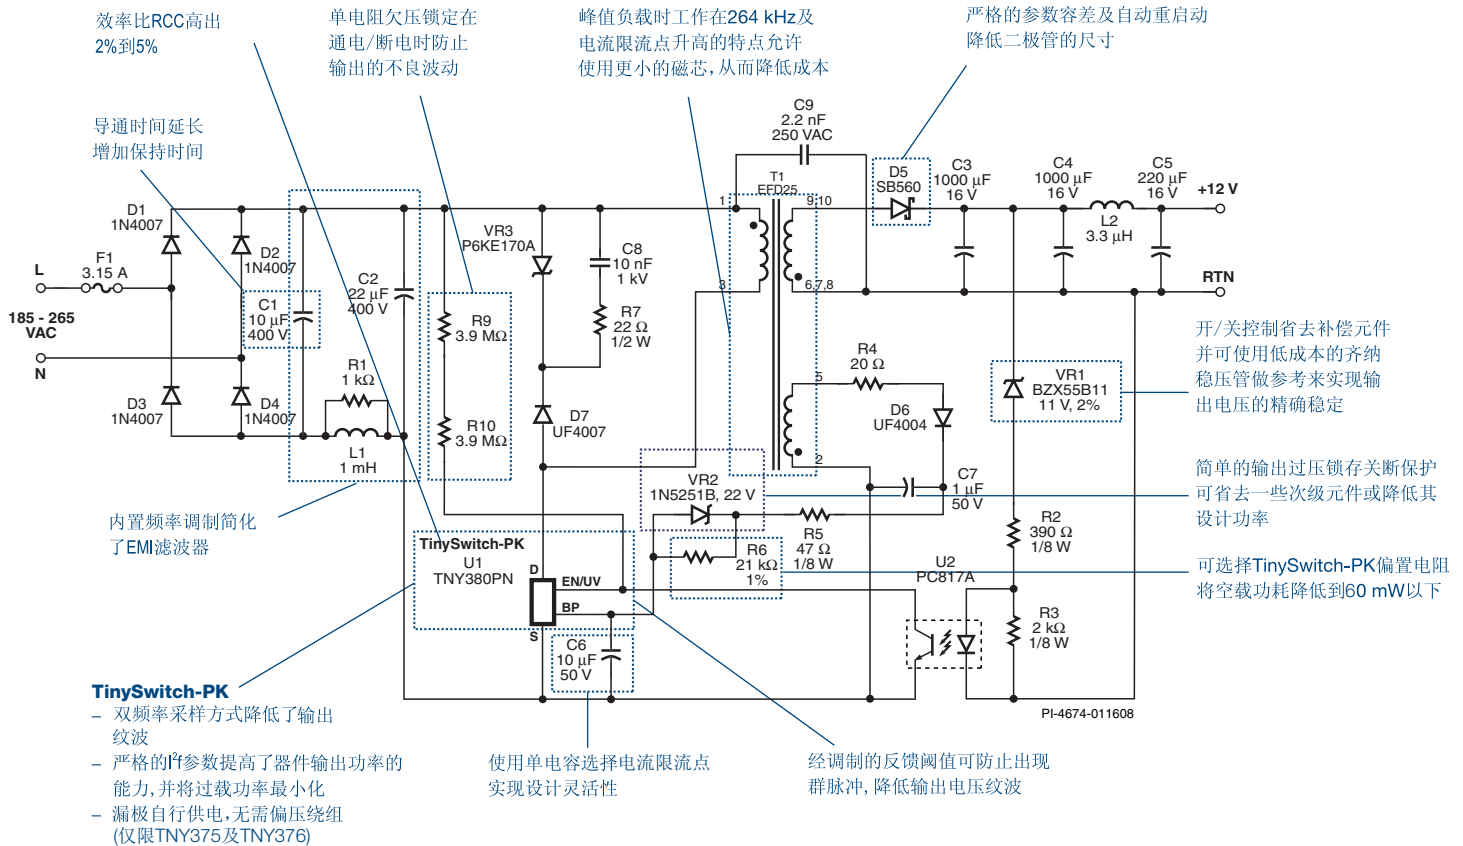 效率比RCC高出
2%到5%
单电阻欠压锁定在
通电/断电时防止
输出的不良波动
峰值负载时工作在264 kHz及
电流限流点升高的特点允许
使用更小的磁芯，从而降低成本
严格的参数容差及自动重启动
降低二极管的尺寸
导通时间延长
增加保持时间
C9
2.2 nF
250 VAC
D5
SB560
C3
1000 µF
16 V
C4
1000 µF
16 V
C5
220 µF
16 V
+12 V
T1
EFD25
1
9,10
L2
3.3 µH
D1
1N4007
D2
1N4007
VR3
P6KE170A
C8
10 nF
1 kV
F1
3.15 A
L
C2
22 µF
400 V
3
6,7,8
RTN
C1
10 µF
400 V
185 - 265
VAC
N
R9
3.9 MΩ
R7
22 Ω
1/2 W
开/关控制省去补偿元件
并可使用低成本的齐纳
稳压管做参考来实现输
出电压的精确稳定
R1
1 kΩ
R4
20 Ω
5
VR1
BZX55B11
11 V, 2%
D3
1N4007
D4
1N4007
D7
UF4007
D6
UF4004
R10
3.9 MΩ
L1
1 mH
2
VR2
1N5251B, 22 V
C7
1 µF
50 V
简单的输出过压锁存关断保护
可省去一些次级元件或降低其
设计功率
内置频率调制简化
了EMI滤波器
R5
47 Ω
1/8 W
R2
390 Ω
1/8 W
TinySwitch-PK
U1
TNY380PN
R6
21 kΩ
1%
U2
PC817A
可选择TinySwitch-PK偏置电阻
将空载功耗降低到60 mW以下
D
EN/UV
BP
S
R3
2 kΩ
1/8 W
C6
10 µF
50 V
TinySwitch-PK
– 双频率采样方式降低了输出
纹波
– 严格的I²f参数提高了器件输出功率的
能力，并将过载功率最小化
– 漏极自行供电，无需偏压绕组
(仅限TNY375及TNY376)
使用单电容选择电流限流点
实现设计灵活性
经调制的反馈阈值可防止出现
群脉冲，降低输出电压纹波
PI-4674-011608